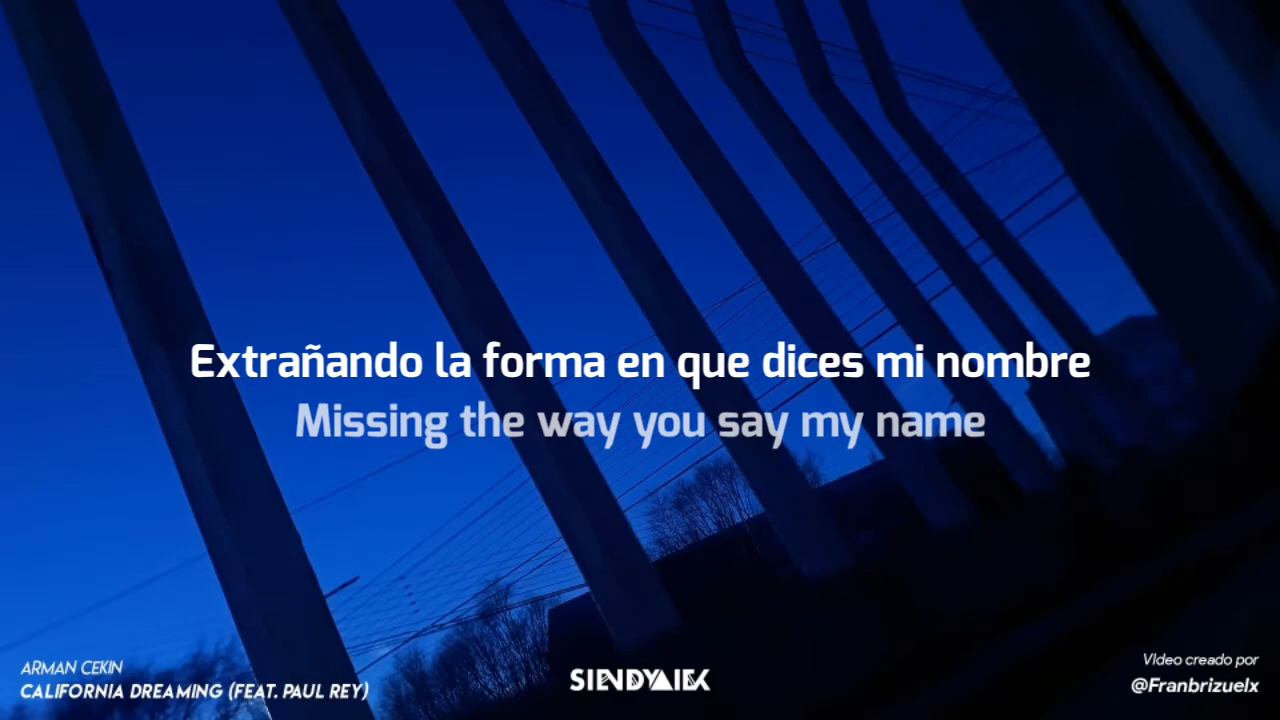 Extrañando la forma en que dices mi nombre
Missing the way you say my name
ARMAN CEKIN
CALIFORNIA DREAMING (FEAT. PAUL REY)
VIdeo creado por
@Franbrizuelx